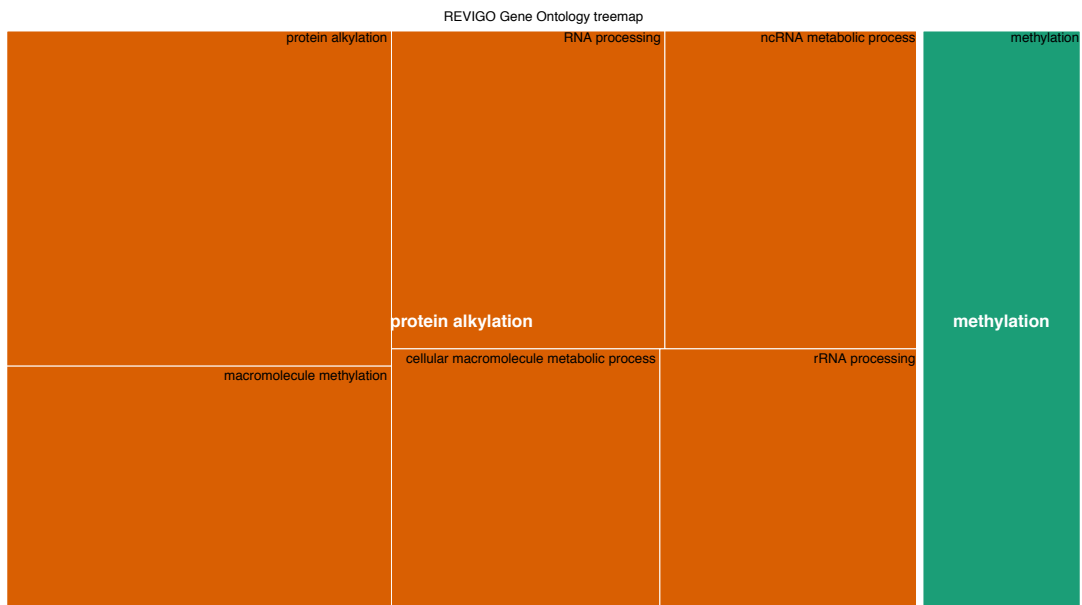 REVIGO Gene Ontology treemap
protein alkylation
RNA processing
ncRNA metabolic process
methylation
protein alkylation
methylation
cellular macromolecule metabolic process
rRNA processing
macromolecule methylation